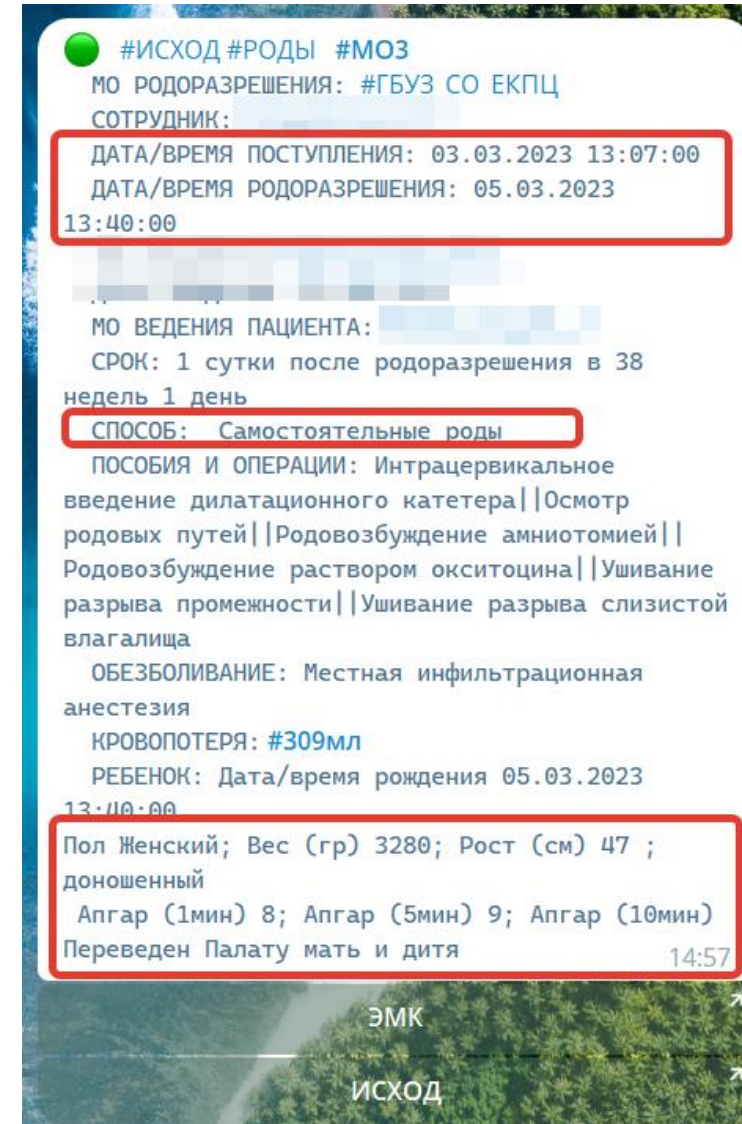 #ИСХОД #РОДЫ #МО3
МО РОДОРАЗРЕШЕНИЯ: #ГБУЗ СО ЕКПЦ
СОТРУДНИК:
ДАТА/ВРЕМЯ ПОСТУПЛЕНИЯ: 03.03.2023 13:07:00
ДАТА/ВРЕМЯ РОДОРАЗРЕШЕНИЯ: 05.03.2023
13:40:00
МО ВЕДЕНИЯ ПАЦИЕНТА:
СРОК: 1 сутки после родоразрешения в 38
недель 1 день
СПОСОБ: Самостоятельные роды
ПОСОБИЯ И ОПЕРАЦИИ: Интрацервикальное
введение дилатационного катетера||Осмотр
родовых путей||Родовозбуждение амниотомией||
Родовозбуждение раствором окситоцина||Ушивание
разрыва промежности||Ушивание разрыва слизистой
влагалища
ОБЕЗБОЛИВАНИЕ: Местная инфильтрационная
анестезия
КРОВОПОТЕРЯ: #309мл
РЕБЕНОК: Дата/время рождения 05.03.2023
13:40:00
Пол Женский; Вес (гр) 3280; Рост (см) 47 ;
доношенный
Апгар (1мин) 8; Апгар (5мин) 9; Апгар (10мин)
Переведен Палату мать и дитя
14:57
ЭМК
ИСХОД